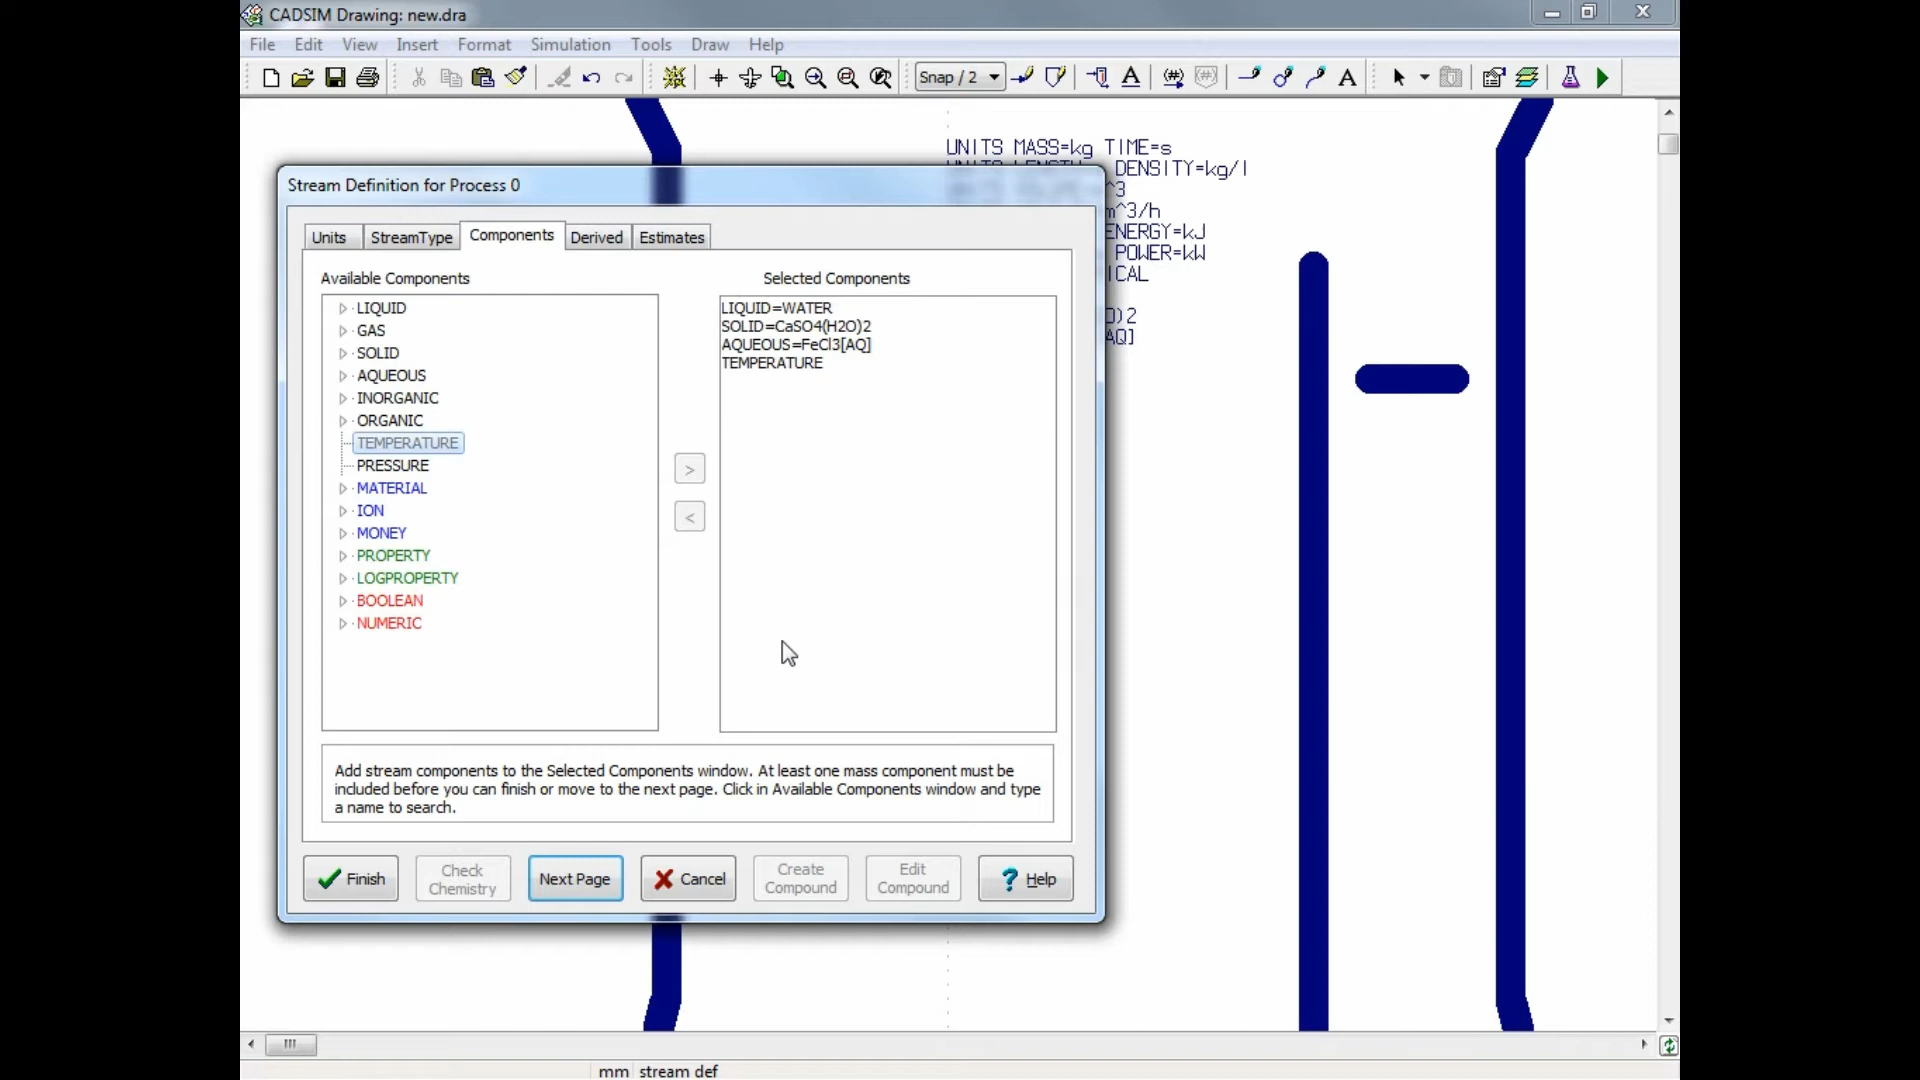 CADSIM Drawing: new.dra
File Edit View Insert Format Simulation Tools Draw Help
Snap / 2
UNITS MASS=kg TIME=s
DENSITY=kg/l
^3
m^3/h
ENERGY=kJ
POWER=kW
ICAL
O)2
AQ]
Stream Definition for Process 0
Units StreamType Components Derived Estimates
Available Components
LIQUID
GAS
SOLID
AQUEOUS
INORGANIC
ORGANIC
TEMPERATURE
PRESSURE
MATERIAL
ION
MONEY
PROPERTY
LOGPROPERTY
BOOLEAN
NUMERIC
>
<
Selected Components
LIQUID=WATER
SOLID=CaSO4(H2O)2
AQUEOUS=FeCl3[AQ]
TEMPERATURE
Add stream components to the Selected Components window. At least one mass component must be
included before you can finish or move to the next page. Click in Available Components window and type
a name to search.
Finish
Check
Chemistry
Next Page
Cancel
Create
Compound
Edit
Compound
Help
mm stream def